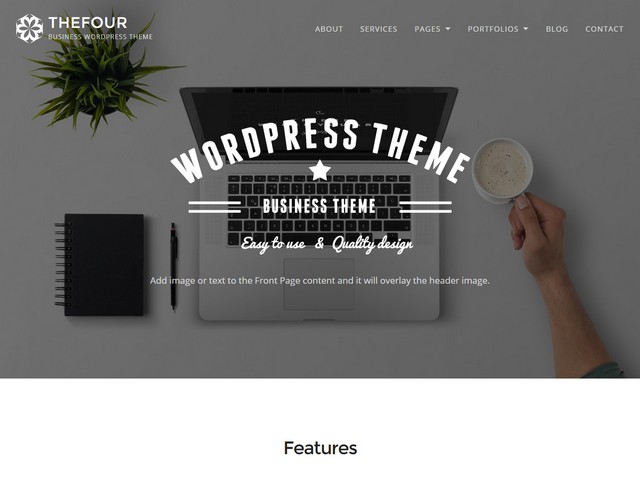 THEFOUR
BUSINESS WORDPRESS THEME
ABOUT SERVICES PAGES PORTFOLIOS BLOG CONTACT
WORDPRESS THEME
BUSINESS THEME
Easy to use & Quality design
Add image or text to the Front Page content and it will overlay the header image.
Features